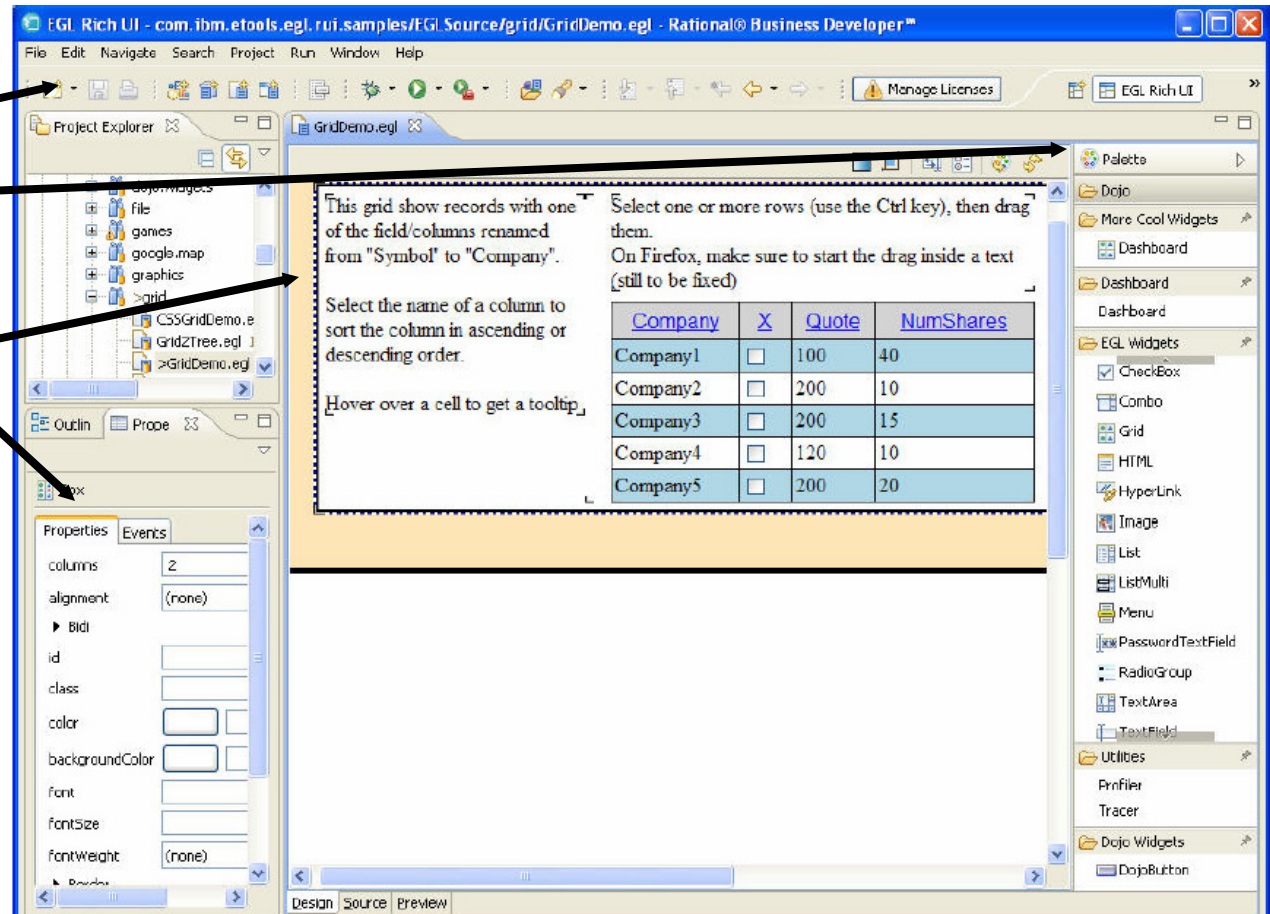 EGL Rich UI - com.ibm.etools.egl.rui.samples/EGLSource/grid/GridDemo.egl - Rational® Business Developer™
File Edit Navigate Search Project Run Window Help
Manage Licenses
EGL Rich UI
»
Project Explorer
GridDemo.egl
file
games
google.map
graphics
>grid
CSSGridDemo.e
Grid2Tree.egl
>GridDemo.egl
Outlin
Prope
Properties Events
columns 2
alignment (none)
Bidi
id
class
color
backgroundColor
font
fontSize
fontWeight (none)
Border
This grid show records with one
of the field/columns renamed
from "Symbol" to "Company".
Select the name of a column to
sort the column in ascending or
descending order.
Hover over a cell to get a tooltip
Select one or more rows (use the Ctrl key), then drag
them.
On Firefox, make sure to start the drag inside a text
(still to be fixed)
Company X Quote NumShares
Company1 100 40
Company2 200 10
Company3 200 15
Company4 120 10
Company5 200 20
Design Source Preview
Palette
Dojo
More Cool Widgets
Dashboard
Dashboard
Dashboard
EGL Widgets
CheckBox
Combo
Grid
HTML
HyperLink
Image
List
ListMulti
Menu
PasswordTextField
RadioGroup
TextArea
TextField
Utilities
Profiler
Tracer
Dojo Widgets
DojoButton